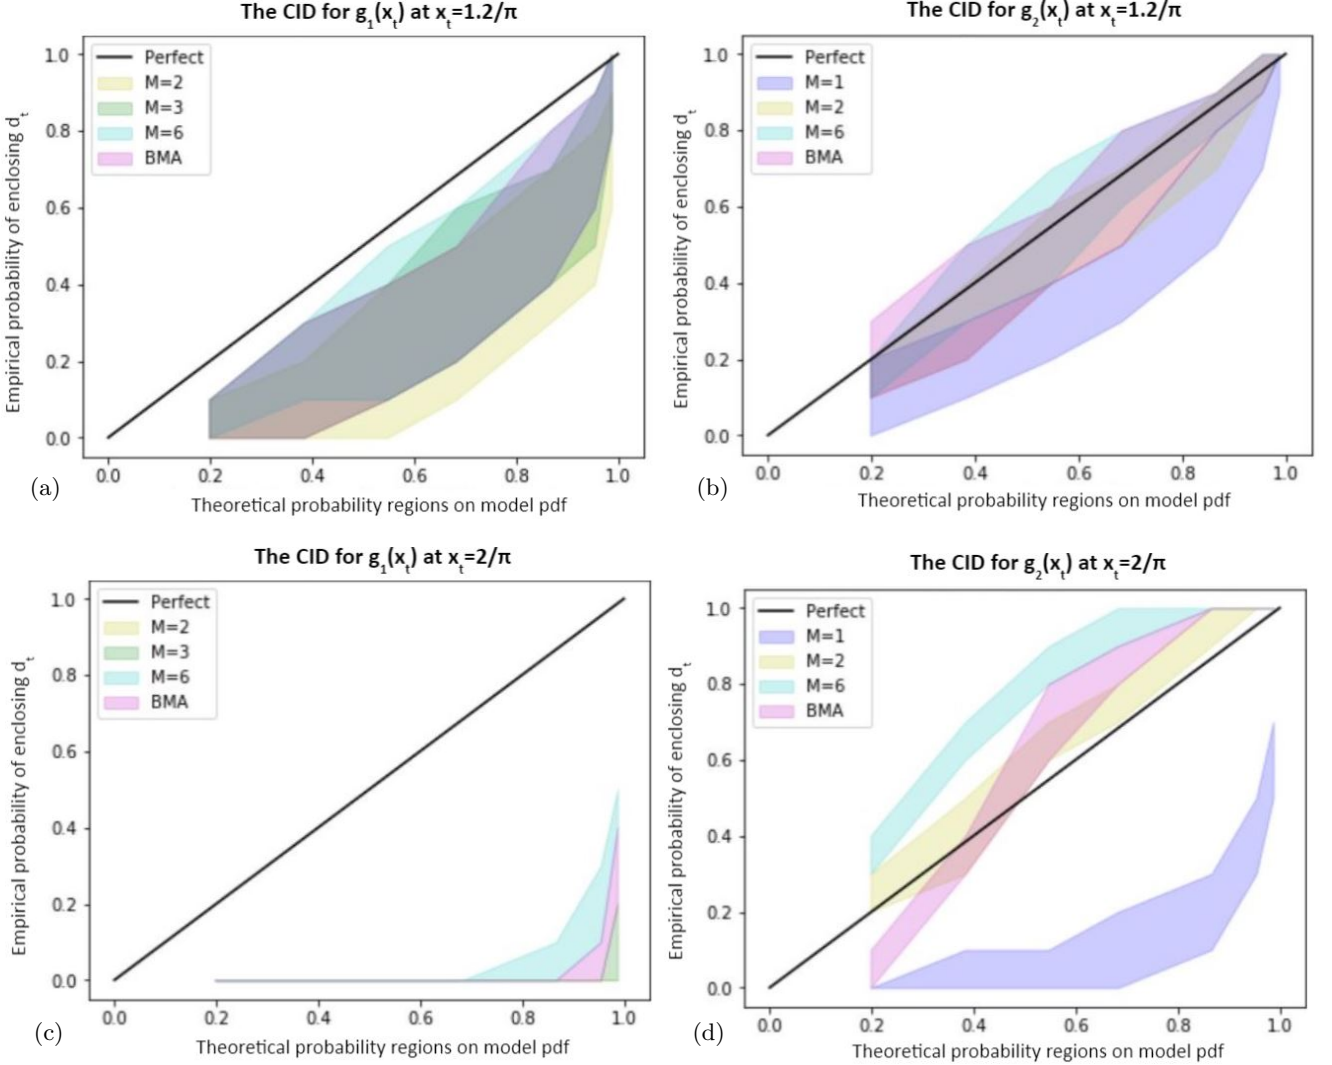 The CID for g1(xt) at xt=1.2/π
Empirical probability of enclosing dt
1.0
0.8
0.6
0.4
0.2
0.0
Perfect
M=2
M=3
M=6
BMA
0.0 0.2 0.4 0.6 0.8 1.0
(a)
Theoretical probability regions on model pdf
The CID for g2(xt) at xt=1.2/π
Empirical probability of enclosing dt
1.0
0.8
0.6
0.4
0.2
0.0
Perfect
M=1
M=2
M=6
BMA
0.0 0.2 0.4 0.6 0.8 1.0
(b)
Theoretical probability regions on model pdf
The CID for g1(xt) at xt=2/π
Empirical probability of enclosing dt
1.0
0.8
0.6
0.4
0.2
0.0
Perfect
M=2
M=3
M=6
BMA
0.0 0.2 0.4 0.6 0.8 1.0
(c)
Theoretical probability regions on model pdf
The CID for g2(xt) at xt=2/π
Empirical probability of enclosing dt
1.0
0.8
0.6
0.4
0.2
0.0
Perfect
M=1
M=2
M=6
BMA
0.0 0.2 0.4 0.6 0.8 1.0
(d)
Theoretical probability regions on model pdf